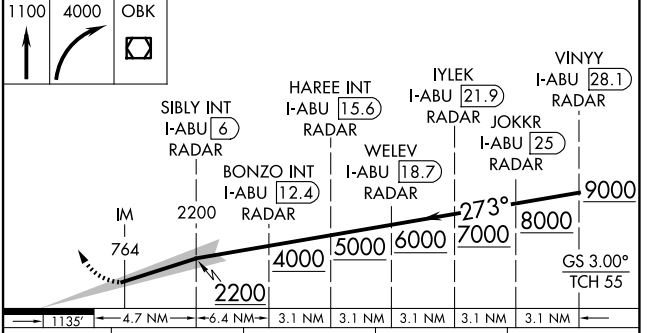 1100 4000 OBK
VINYY
I-ABU 28.1
RADAR
IYLEK
I-ABU 21.9
RADAR
HAREE INT
I-ABU 15.6
RADAR
SIBLY INT
I-ABU 6
RADAR
JOKKR
I-ABU 25
RADAR
WELEV
I-ABU 18.7
RADAR
BONZO INT
I-ABU 12.4
RADAR
IM
764
2200
273°
9000
8000
7000
6000
5000
4000
2200
GS 3.00°
TCH 55
1135' 4.7 NM 6.4 NM 3.1 NM 3.1 NM 3.1 NM 3.1 NM 3.1 NM